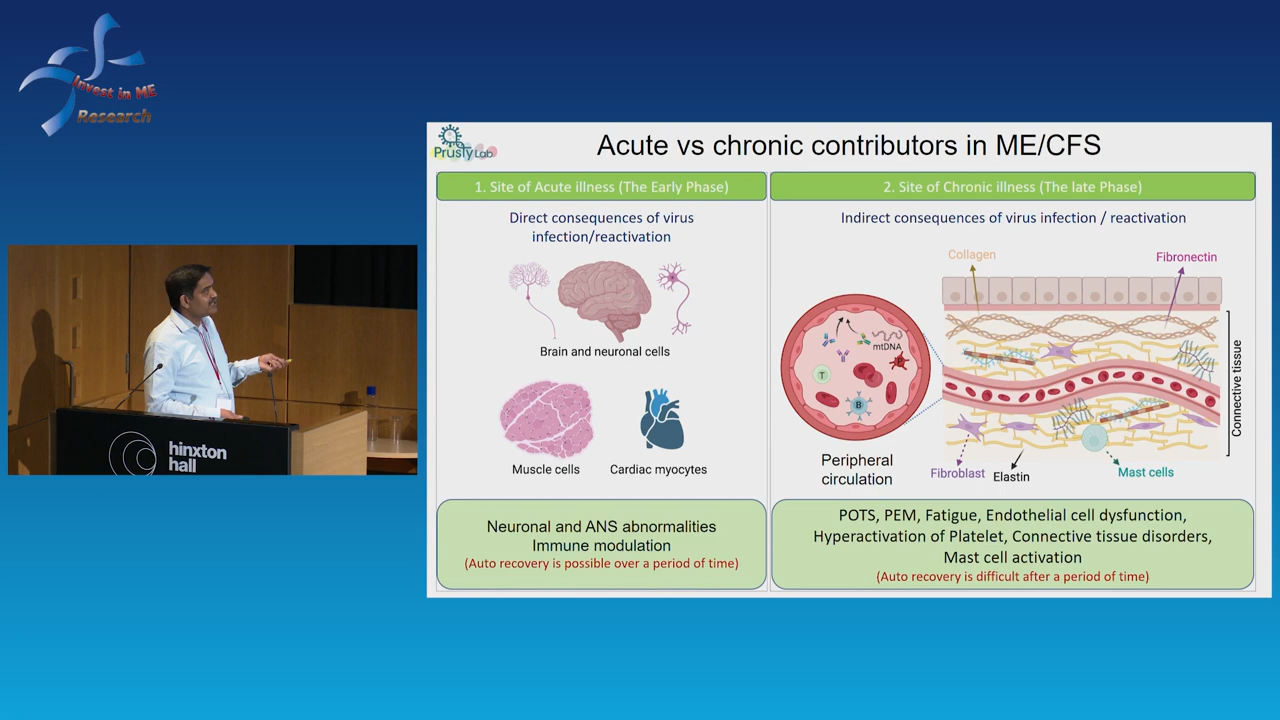 Invest in ME
Research
hinxton
hall
Prusty Lab
Acute vs chronic contributors in ME/CFS
1. Site of Acute illness (The Early Phase)
Direct consequences of virus
infection/reactivation
Brain and neuronal cells
Muscle cells
Cardiac myocytes
Neuronal and ANS abnormalities
Immune modulation
(Auto recovery is possible over a period of time)
2. Site of Chronic illness (The late Phase)
Indirect consequences of virus infection / reactivation
Collagen
Fibronectin
mtDNA
P
T
B
Peripheral
circulation
Connective tissue
Fibroblast
Elastin
Mast cells
POTS, PEM, Fatigue, Endothelial cell dysfunction,
Hyperactivation of Platelet, Connective tissue disorders,
Mast cell activation
(Auto recovery is difficult after a period of time)